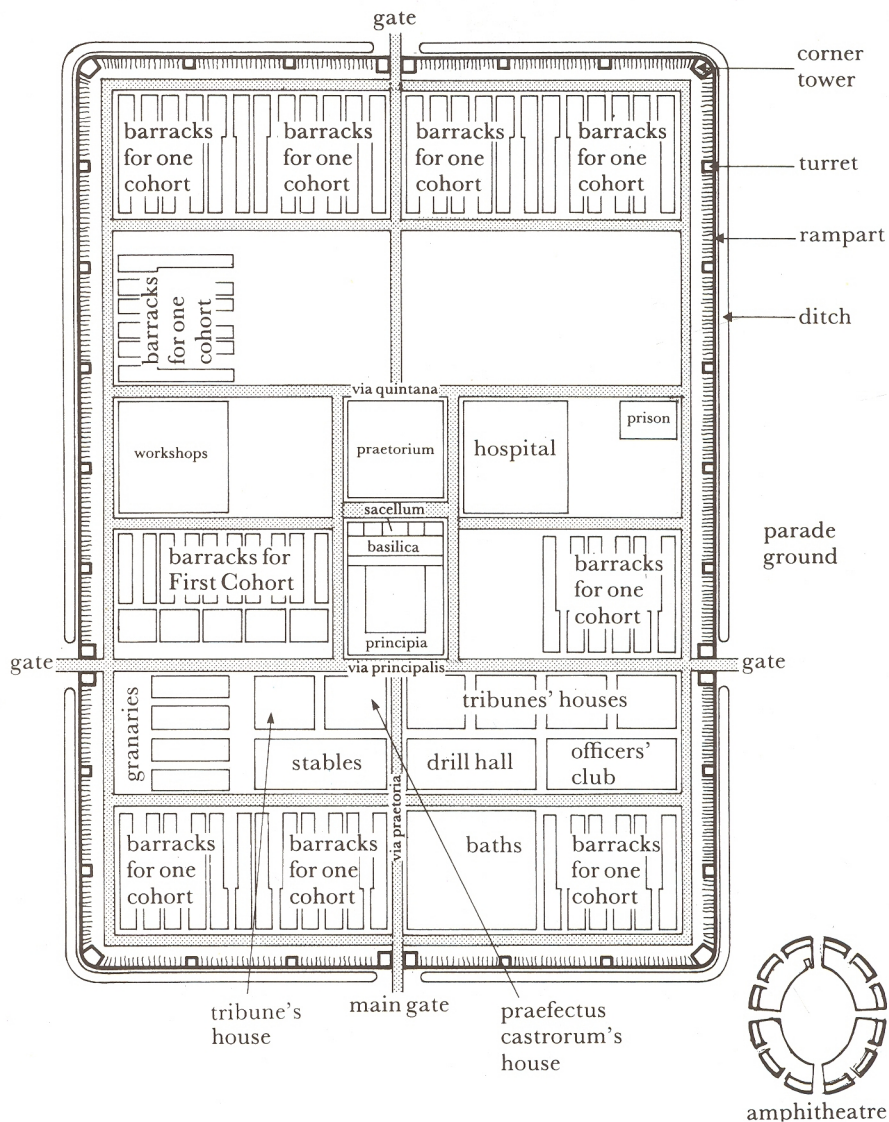 gate
corner
tower
barracks
for one
cohort
barracks
for one
cohort
barracks
for one
cohort
barracks
for one
cohort
turret
rampart
ditch
barracks
for one
cohort
via quintana
workshops
praetorium
hospital
prison
sacellum
basilica
principia
barracks for
First Cohort
barracks
for one
cohort
parade
ground
gate
via principalis
gate
granaries
tribunes' houses
stables
drill hall
officers'
club
via praetoria
barracks
for one
cohort
barracks
for one
cohort
baths
barracks
for one
cohort
tribune's
house
main gate
praefectus
castrorum's
house
amphitheatre